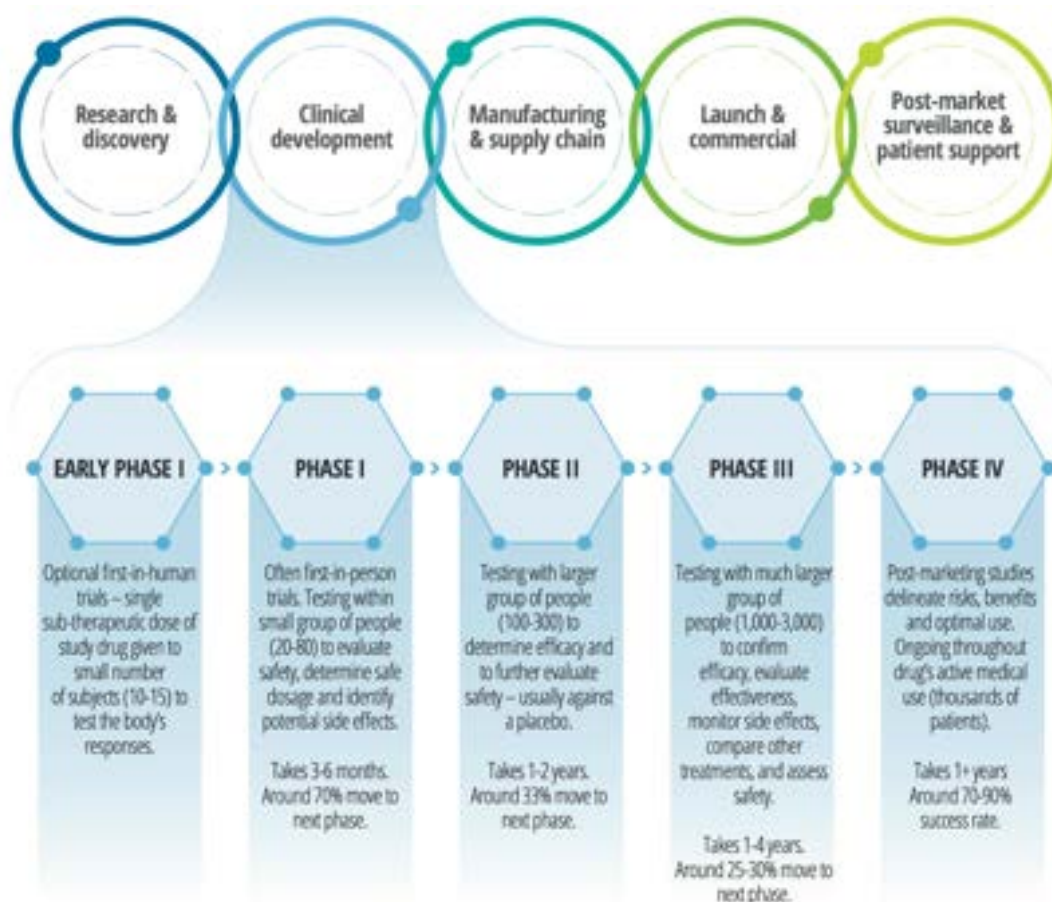 Research &
discovery
Clinical
development
Manufacturing
& supply chain
Launch &
commercial
Post-market
surveillance &
patient support
EARLY PHASE I
Optional first-in-human
trials – single
sub-therapeutic dose of
study drug given to
small number
of subjects (10-15) to
test the body's
responses.
PHASE I
Often first-in-person
trials. Testing within
small group of people
(20-80) to evaluate
safety, determine safe
dosage and identify
potential side effects.
Takes 3-6 months.
Around 70% move to
next phase.
PHASE II
Testing with larger
group of people
(100-300) to
determine efficacy and
to further evaluate
safety – usually against
a placebo.
Takes 1-2 years.
Around 33% move to
next phase.
PHASE III
Testing with much larger
group of
people (1,000-3,000)
to confirm
efficacy, evaluate
effectiveness,
monitor side effects,
compare other
treatments, and assess
safety.
Takes 1-4 years.
Around 25-30% move to
next phase.
PHASE IV
Post-marketing studies
delineate risks, benefits
and optimal use.
Ongoing throughout
drug's active medical
use (thousands of
patients).
Takes 1+ years
Around 70-90%
success rate.